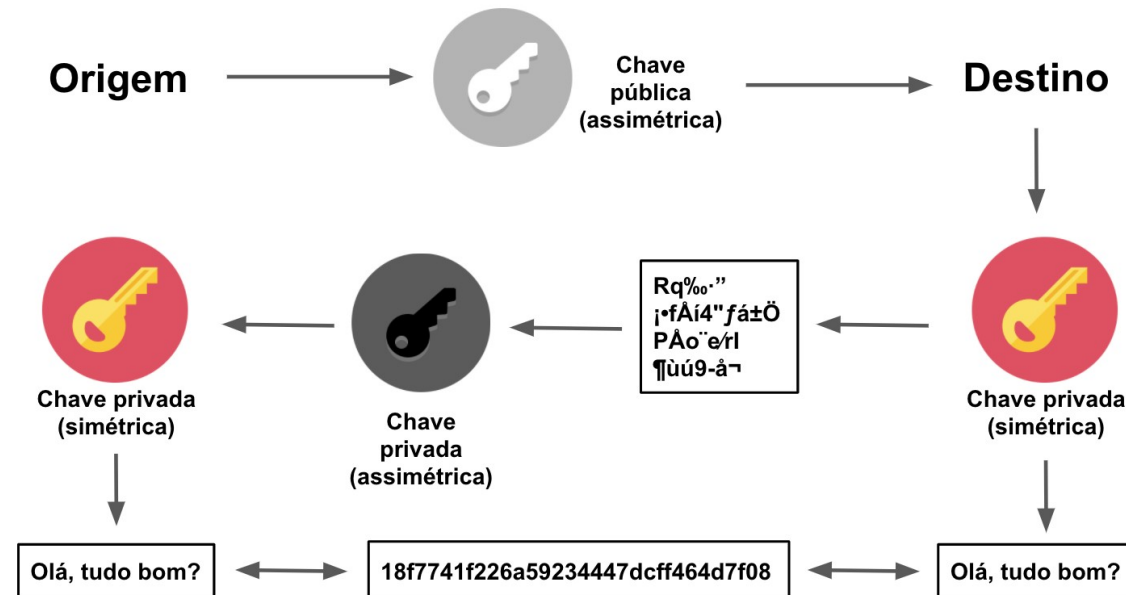 Origem
Chave
pública
(assimétrica)
Destino
Rq‰·”
¡•fÅí4"ƒá±Ö
PÅo¨e⁄rI
¶ùú9-å¬
Chave privada
(simétrica)
Chave
privada
(assimétrica)
Chave privada
(simétrica)
Olá, tudo bom?
18f7741f226a59234447dcff464d7f08
Olá, tudo bom?